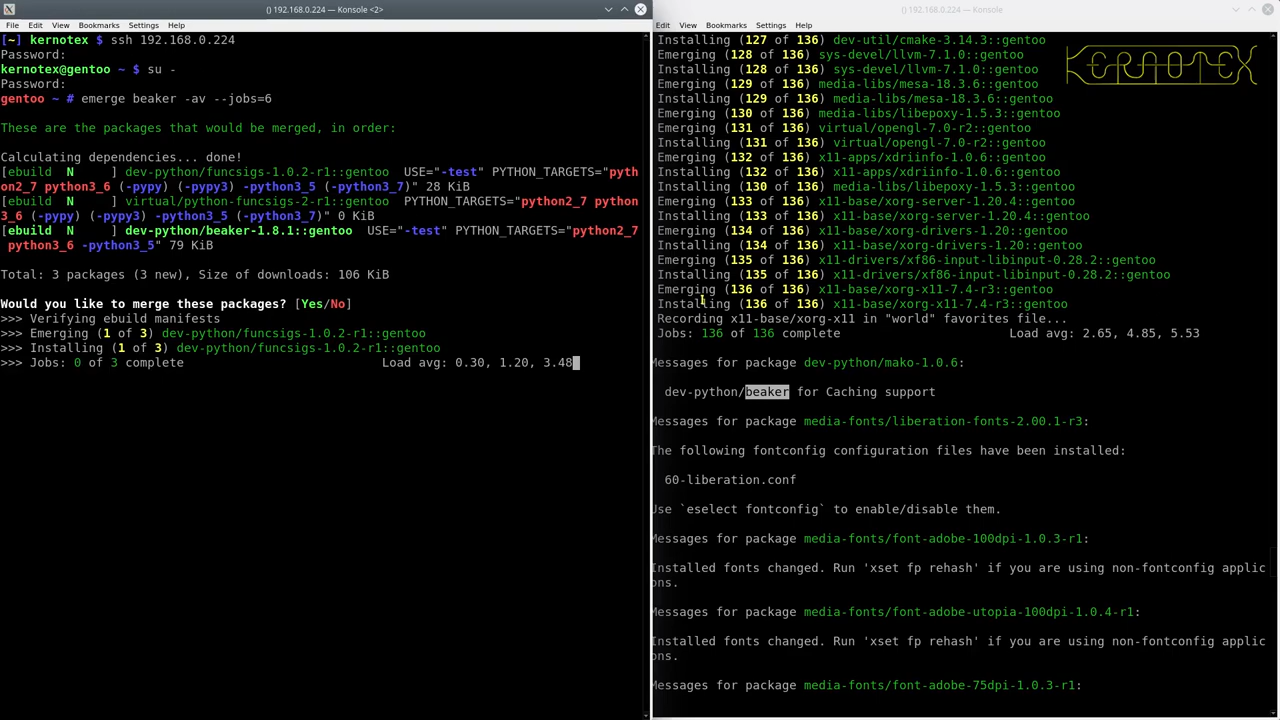 () 192.168.0.224 — Konsole <2>
File Edit View Bookmarks Settings Help
[~] kernotex $ ssh 192.168.0.224
Password:
kernotex@gentoo ~ $ su -
Password:
gentoo ~ # emerge beaker -av --jobs=6
These are the packages that would be merged, in order:
Calculating dependencies... done!
[ebuild  N     ] dev-python/funcsigs-1.0.2-r1::gentoo  USE="-test" PYTHON_TARGETS="pyth
on2_7 python3_6 (-pypy) (-pypy3) -python3_5 (-python3_7)" 28 KiB
[ebuild  N     ] virtual/python-funcsigs-2-r1::gentoo  PYTHON_TARGETS="python2_7 python
3_6 (-pypy) (-pypy3) -python3_5 (-python3_7)" 0 KiB
[ebuild  N     ] dev-python/beaker-1.8.1::gentoo  USE="-test" PYTHON_TARGETS="python2_7
python3_6 -python3_5" 79 KiB
Total: 3 packages (3 new), Size of downloads: 106 KiB
Would you like to merge these packages? [Yes/No]
>>> Verifying ebuild manifests
>>> Emerging (1 of 3) dev-python/funcsigs-1.0.2-r1::gentoo
>>> Installing (1 of 3) dev-python/funcsigs-1.0.2-r1::gentoo
>>> Jobs: 0 of 3 complete                           Load avg: 0.30, 1.20, 3.48
() 192.168.0.224 — Konsole
Edit View Bookmarks Settings Help
KERNOTEX
Installing (127 of 136) dev-util/cmake-3.14.3::gentoo
Emerging (128 of 136) sys-devel/llvm-7.1.0::gentoo
Installing (128 of 136) sys-devel/llvm-7.1.0::gentoo
Emerging (129 of 136) media-libs/mesa-18.3.6::gentoo
Installing (129 of 136) media-libs/mesa-18.3.6::gentoo
Emerging (130 of 136) media-libs/libepoxy-1.5.3::gentoo
Emerging (131 of 136) virtual/opengl-7.0-r2::gentoo
Installing (131 of 136) virtual/opengl-7.0-r2::gentoo
Emerging (132 of 136) x11-apps/xdriinfo-1.0.6::gentoo
Installing (132 of 136) x11-apps/xdriinfo-1.0.6::gentoo
Installing (130 of 136) media-libs/libepoxy-1.5.3::gentoo
Emerging (133 of 136) x11-base/xorg-server-1.20.4::gentoo
Installing (133 of 136) x11-base/xorg-server-1.20.4::gentoo
Emerging (134 of 136) x11-base/xorg-drivers-1.20::gentoo
Installing (134 of 136) x11-base/xorg-drivers-1.20::gentoo
Emerging (135 of 136) x11-drivers/xf86-input-libinput-0.28.2::gentoo
Installing (135 of 136) x11-drivers/xf86-input-libinput-0.28.2::gentoo
Emerging (136 of 136) x11-base/xorg-x11-7.4-r3::gentoo
Installing (136 of 136) x11-base/xorg-x11-7.4-r3::gentoo
Recording x11-base/xorg-x11 in "world" favorites file...
Jobs: 136 of 136 complete                       Load avg: 2.65, 4.85, 5.53
Messages for package dev-python/mako-1.0.6:
dev-python/beaker for Caching support
Messages for package media-fonts/liberation-fonts-2.00.1-r3:
The following fontconfig configuration files have been installed:
60-liberation.conf
Use `eselect fontconfig` to enable/disable them.
Messages for package media-fonts/font-adobe-100dpi-1.0.3-r1:
Installed fonts changed. Run 'xset fp rehash' if you are using non-fontconfig applic
ons.
Messages for package media-fonts/font-adobe-utopia-100dpi-1.0.4-r1:
Installed fonts changed. Run 'xset fp rehash' if you are using non-fontconfig applic
ons.
Messages for package media-fonts/font-adobe-75dpi-1.0.3-r1: